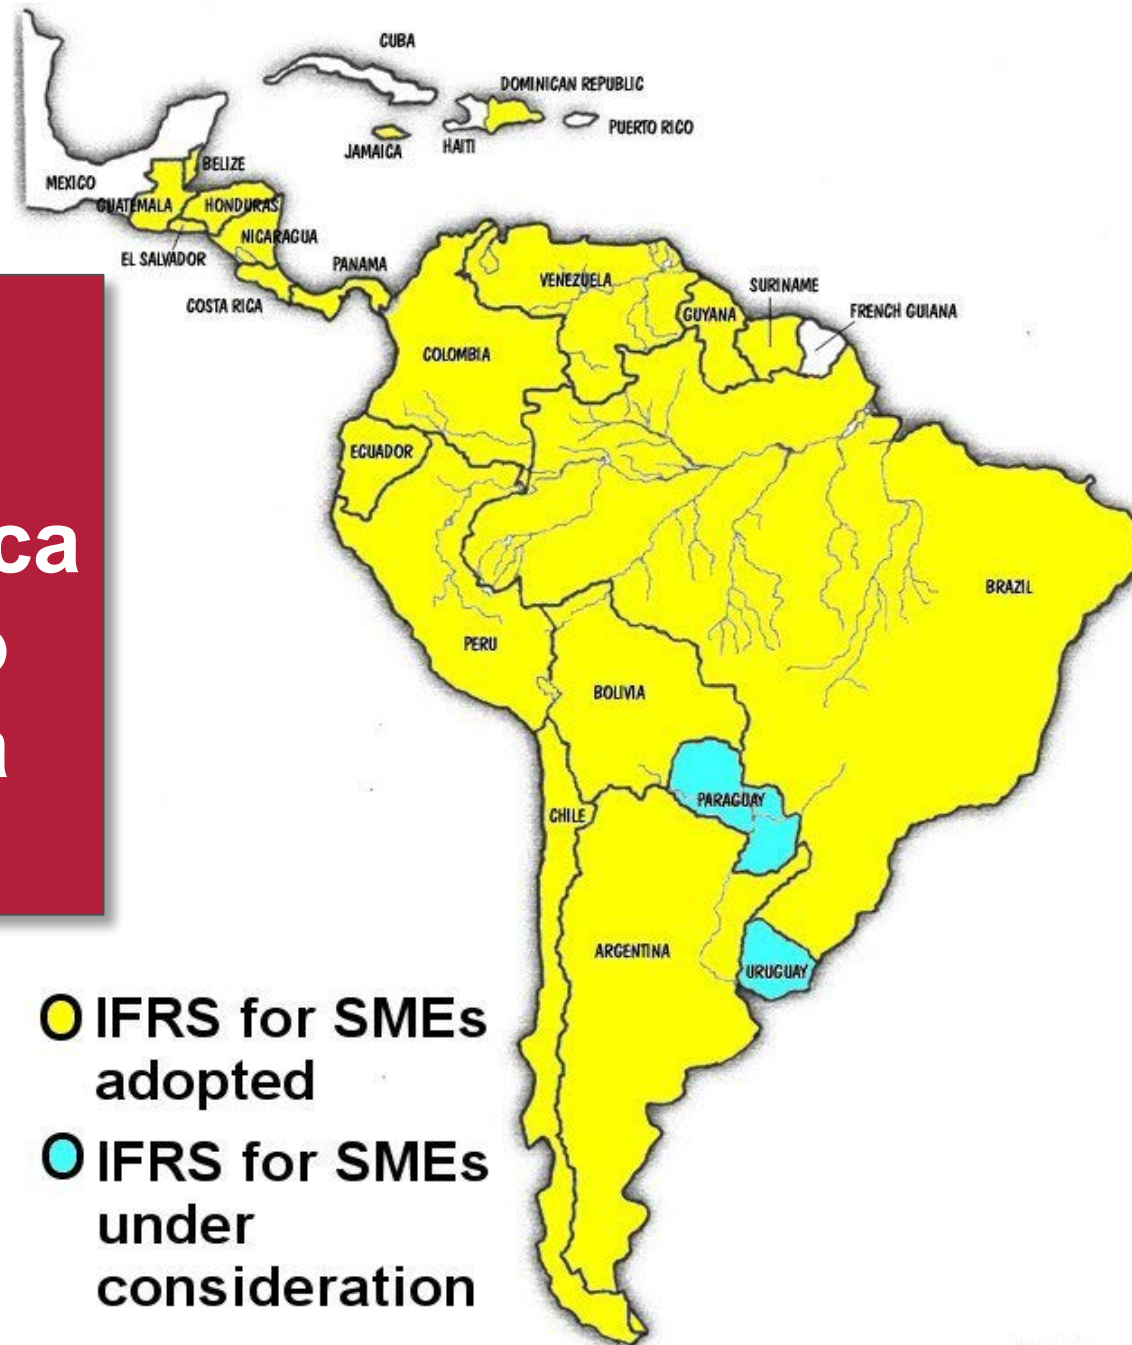 CUBA
DOMINICAN REPUBLIC
PUERTO RICO
JAMAICA
HAITI
BELIZE
MEXICO
GUATEMALA
HONDURAS
NICARAGUA
EL SALVADOR
PANAMA
COSTA RICA
VENEZUELA
SURINAME
GUYANA
FRENCH GUIANA
COLOMBIA
ECUADOR
ca
BRAZIL
PERU
BOLIVIA
PARAGUAY
CHILE
ARGENTINA
URUGUAY
IFRS for SMEs
adopted
IFRS for SMEs
under
consideration